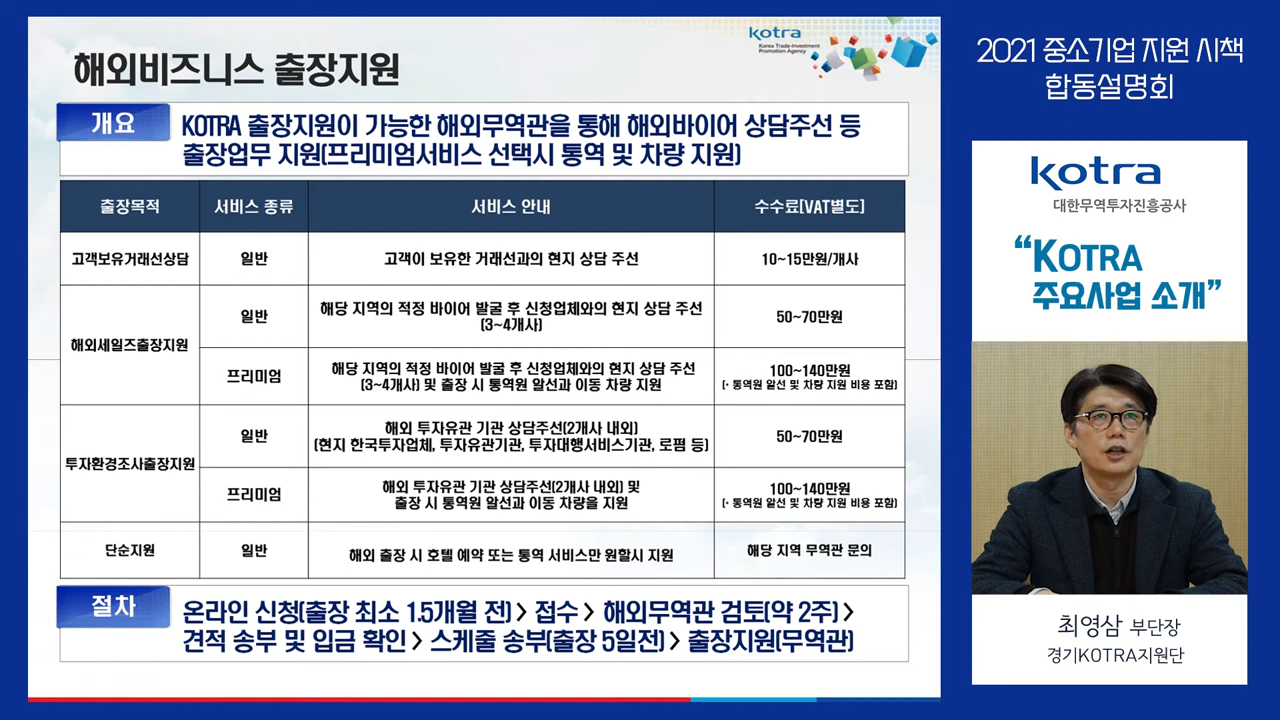 해외비즈니스 출장지원
kotra
Korea Trade-Investment
Promotion Agency
개요
KOTRA 출장지원이 가능한 해외무역관을 통해 해외바이어 상담주선 등
출장업무 지원(프리미엄서비스 선택시 통역 및 차량 지원)
출장목적 서비스 종류 서비스 안내 수수료[VAT별도]
고객보유거래선상담 일반 고객이 보유한 거래선과의 현지 상담 주선 10~15만원/개사
해외세일즈출장지원
일반 해당 지역의 적정 바이어 발굴 후 신청업체와의 현지 상담 주선
(3~4개사) 50~70만원
프리미엄 해당 지역의 적정 바이어 발굴 후 신청업체와의 현지 상담 주선
(3~4개사) 및 출장 시 통역원 알선과 이동 차량 지원 100~140만원
(* 통역원 알선 및 차량 지원 비용 포함)
투자환경조사출장지원
일반 해외 투자유관 기관 상담주선(2개사 내외)
(현지 한국투자업체, 투자유관기관, 투자대행서비스기관, 로펌 등) 50~70만원
프리미엄 해외 투자유관 기관 상담주선(2개사 내외) 및
출장 시 통역원 알선과 이동 차량을 지원 100~140만원
(* 통역원 알선 및 차량 지원 비용 포함)
단순지원 일반 해외 출장 시 호텔 예약 또는 통역 서비스만 원할시 지원 해당 지역 무역관 문의
절차
온라인 신청(출장 최소 1.5개월 전) > 접수 > 해외무역관 검토(약 2주) >
견적 송부 및 입금 확인 > 스케줄 송부(출장 5일전) > 출장지원(무역관)
2021 중소기업 지원 시책
합동설명회
kotra
대한무역투자진흥공사
“KOTRA
주요사업 소개”
최영삼 부단장
경기KOTRA지원단